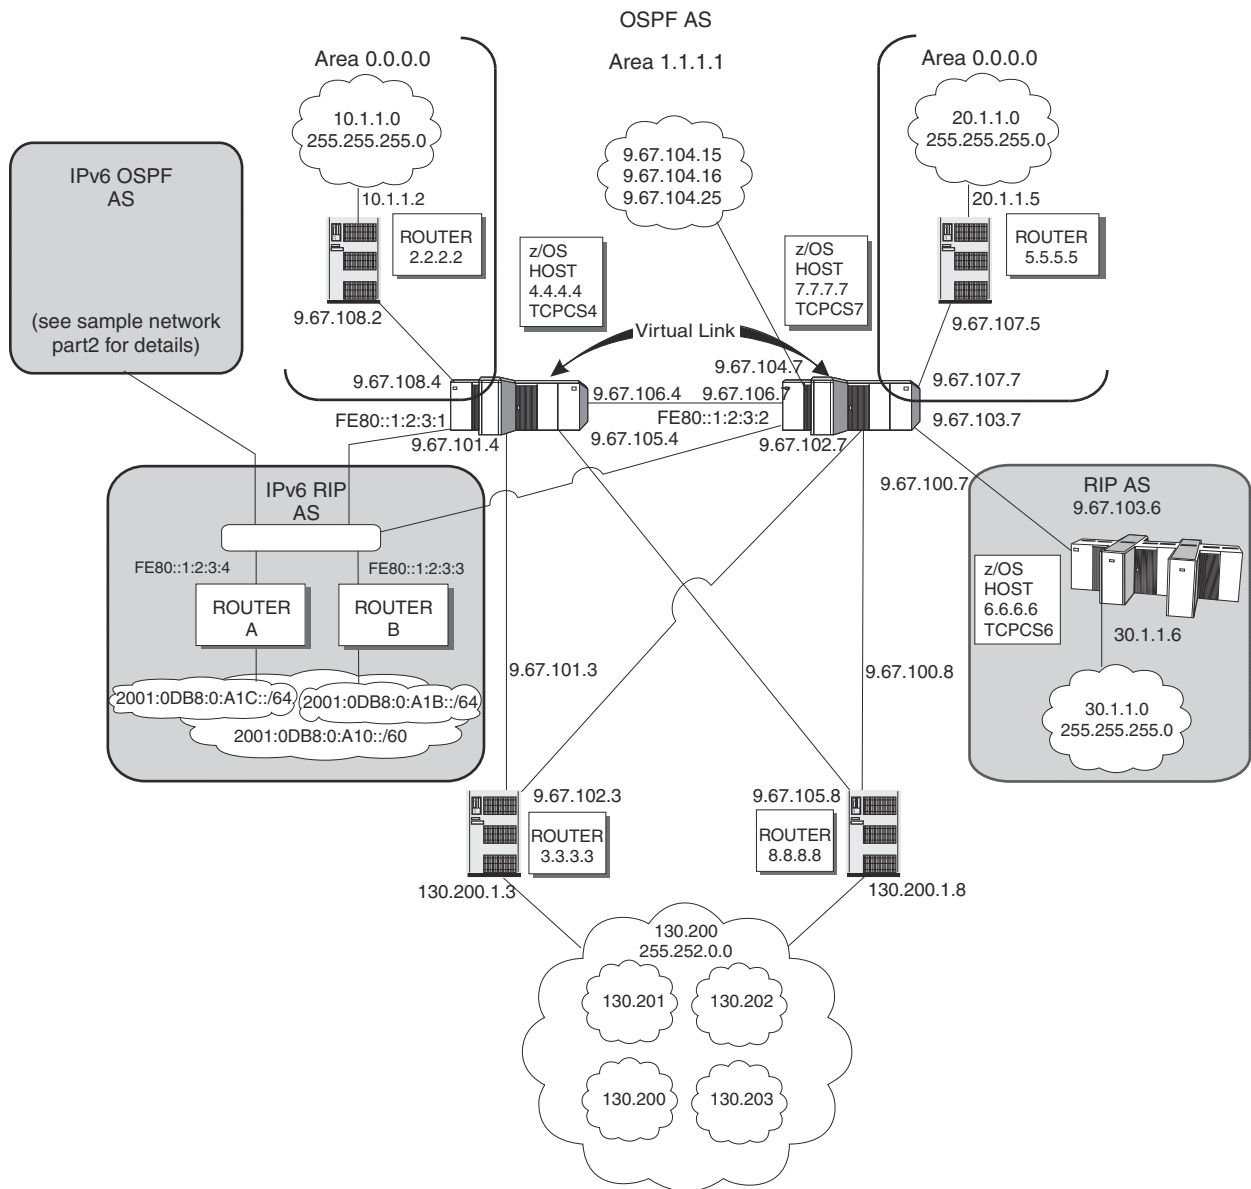 OSPF AS
Area 0.0.0.0
Area 1.1.1.1
Area 0.0.0.0
10.1.1.0
255.255.255.0
20.1.1.0
255.255.255.0
9.67.104.15
9.67.104.16
9.67.104.25
IPv6 OSPF
AS
(see sample network
part2 for details)
10.1.1.2
ROUTER
2.2.2.2
20.1.1.5
ROUTER
5.5.5.5
z/OS
HOST
4.4.4.4
TCPCS4
z/OS
HOST
7.7.7.7
TCPCS7
9.67.108.2
Virtual Link
9.67.107.5
9.67.108.4
9.67.104.7
9.67.107.7
9.67.106.4
9.67.106.7
FE80::1:2:3:1
FE80::1:2:3:2
9.67.103.7
9.67.101.4
9.67.105.4
9.67.102.7
9.67.100.7
IPv6 RIP
AS
RIP AS
9.67.103.6
FE80::1:2:3:4
FE80::1:2:3:3
ROUTER
A
ROUTER
B
z/OS
HOST
6.6.6.6
TCPCS6
30.1.1.6
9.67.101.3
9.67.100.8
2001:0DB8:0:A1C::/64
2001:0DB8:0:A1B::/64
2001:0DB8:0:A10::/60
30.1.1.0
255.255.255.0
9.67.102.3
9.67.105.8
ROUTER
3.3.3.3
ROUTER
8.8.8.8
130.200.1.3
130.200.1.8
130.200
255.252.0.0
130.201
130.202
130.200
130.203